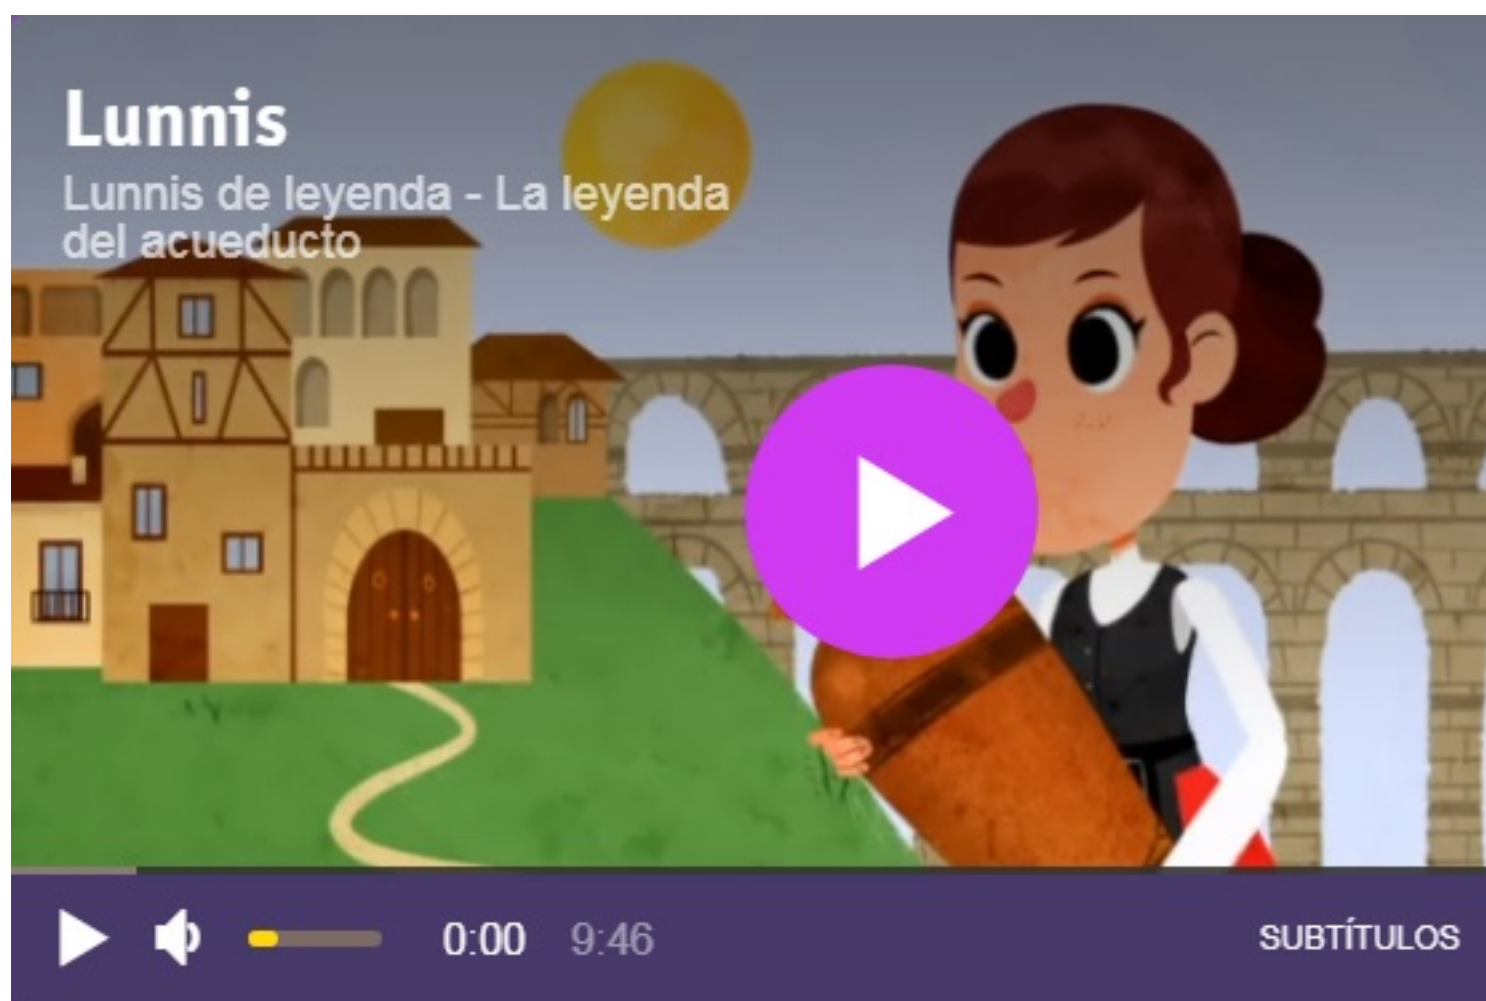 Lunnis
Lunnis de leyenda - La leyenda
del acueducto
0:00 9:46 SUBTÍTULOS